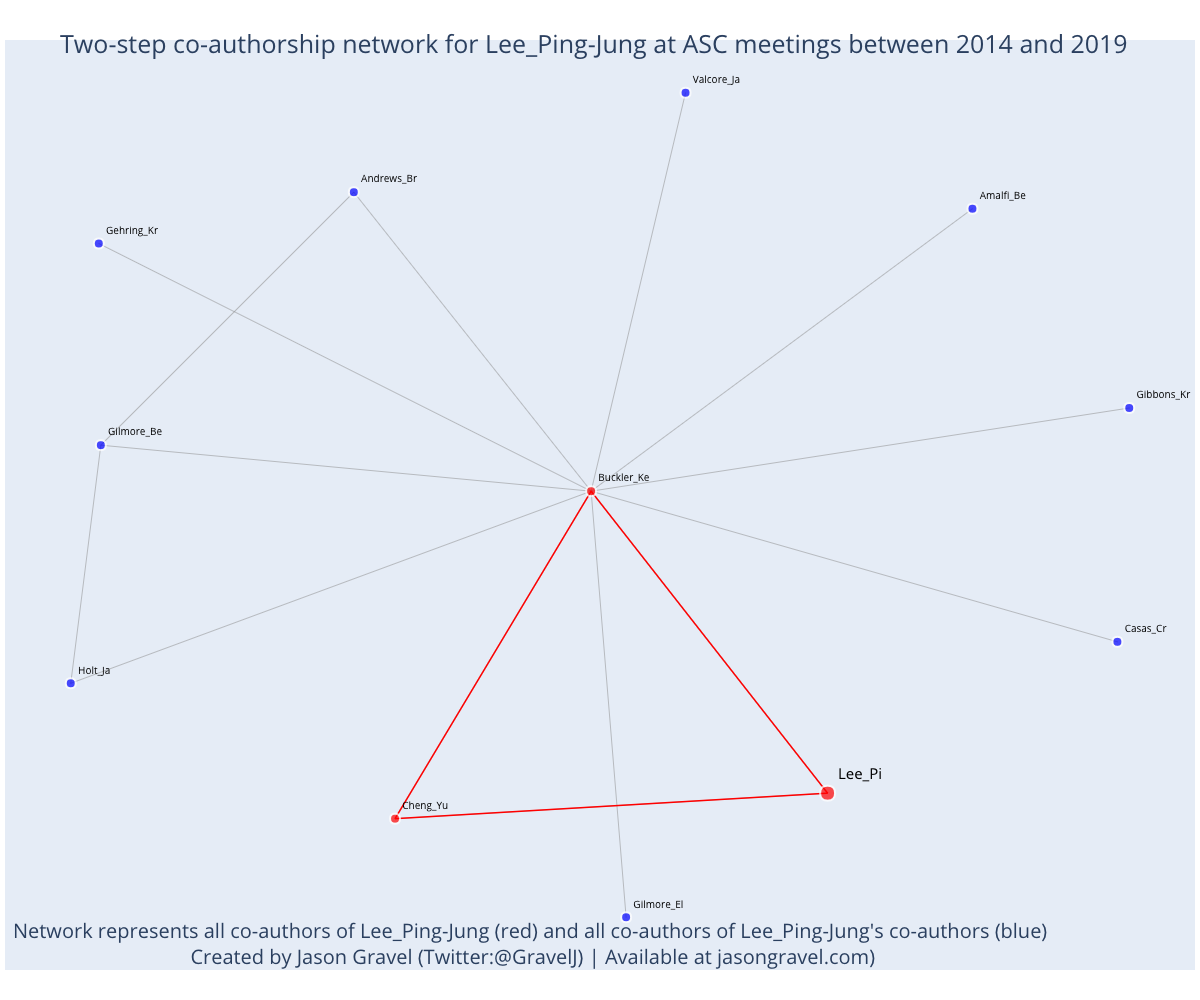 Two-step co-authorship network for Lee_Ping-Jung at ASC meetings between 2014 and 2019
Valcore_Ja
Andrews_Br
Amalfi_Be
Gehring_Kr
Gibbons_Kr
Gilmore_Be
Buckler_Ke
Casas_Cr
Holt_Ja
Lee_Pi
Cheng_Yu
Gilmore_El
Network represents all co-authors of Lee_Ping-Jung (red) and all co-authors of Lee_Ping-Jung's co-authors (blue)
Created by Jason Gravel (Twitter:@GravelJ) | Available at jasongravel.com)